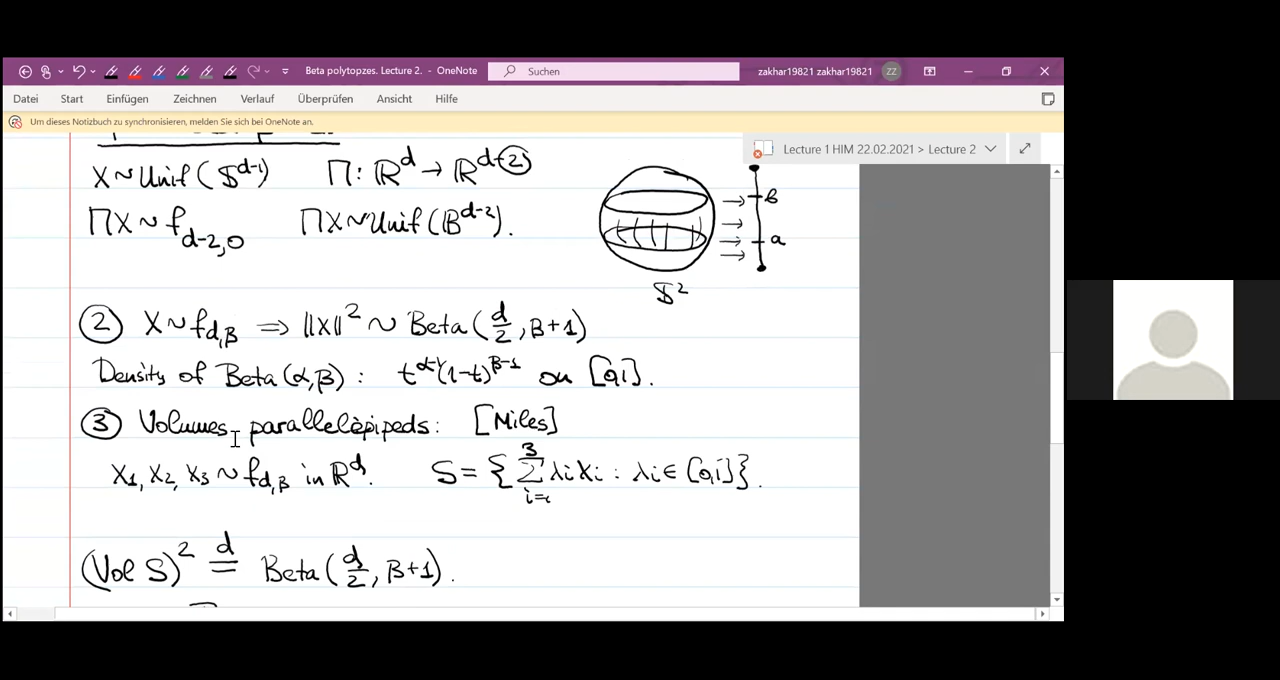 Beta polytopzes. Lecture 2. - OneNote
Suchen
zakhar19821 zakhar19821
ZZ
Datei Start Einfügen Zeichnen Verlauf Überprüfen Ansicht Hilfe
Um dieses Notizbuch zu synchronisieren, melden Sie sich bei OneNote an.
Lecture 1 HIM 22.02.2021 > Lecture 2
X ~ Unif (𝕊^{d-1}) Π : ℝ^d → ℝ^{d-2}
ΠX ~ f_{d-2,0} ΠX ~ Unif (𝔹^{d-2}).
b
a
𝕊²
② X ~ f_{d,β} ⟹ ||X||² ~ Beta (d/2, β+1)
Density of Beta (α,β) : t^{α-1}(1-t)^{β-1} on [0,1].
③ Volumes parallelepipeds : [Miles]
X₁, X₂, X₃ ~ f_{d,β} in ℝ^d. S = { ∑_{i=1}^{3} λi Xi : λi ∈ [0,1] }.
(Vol S)² =^d Beta (d/2, β+1).